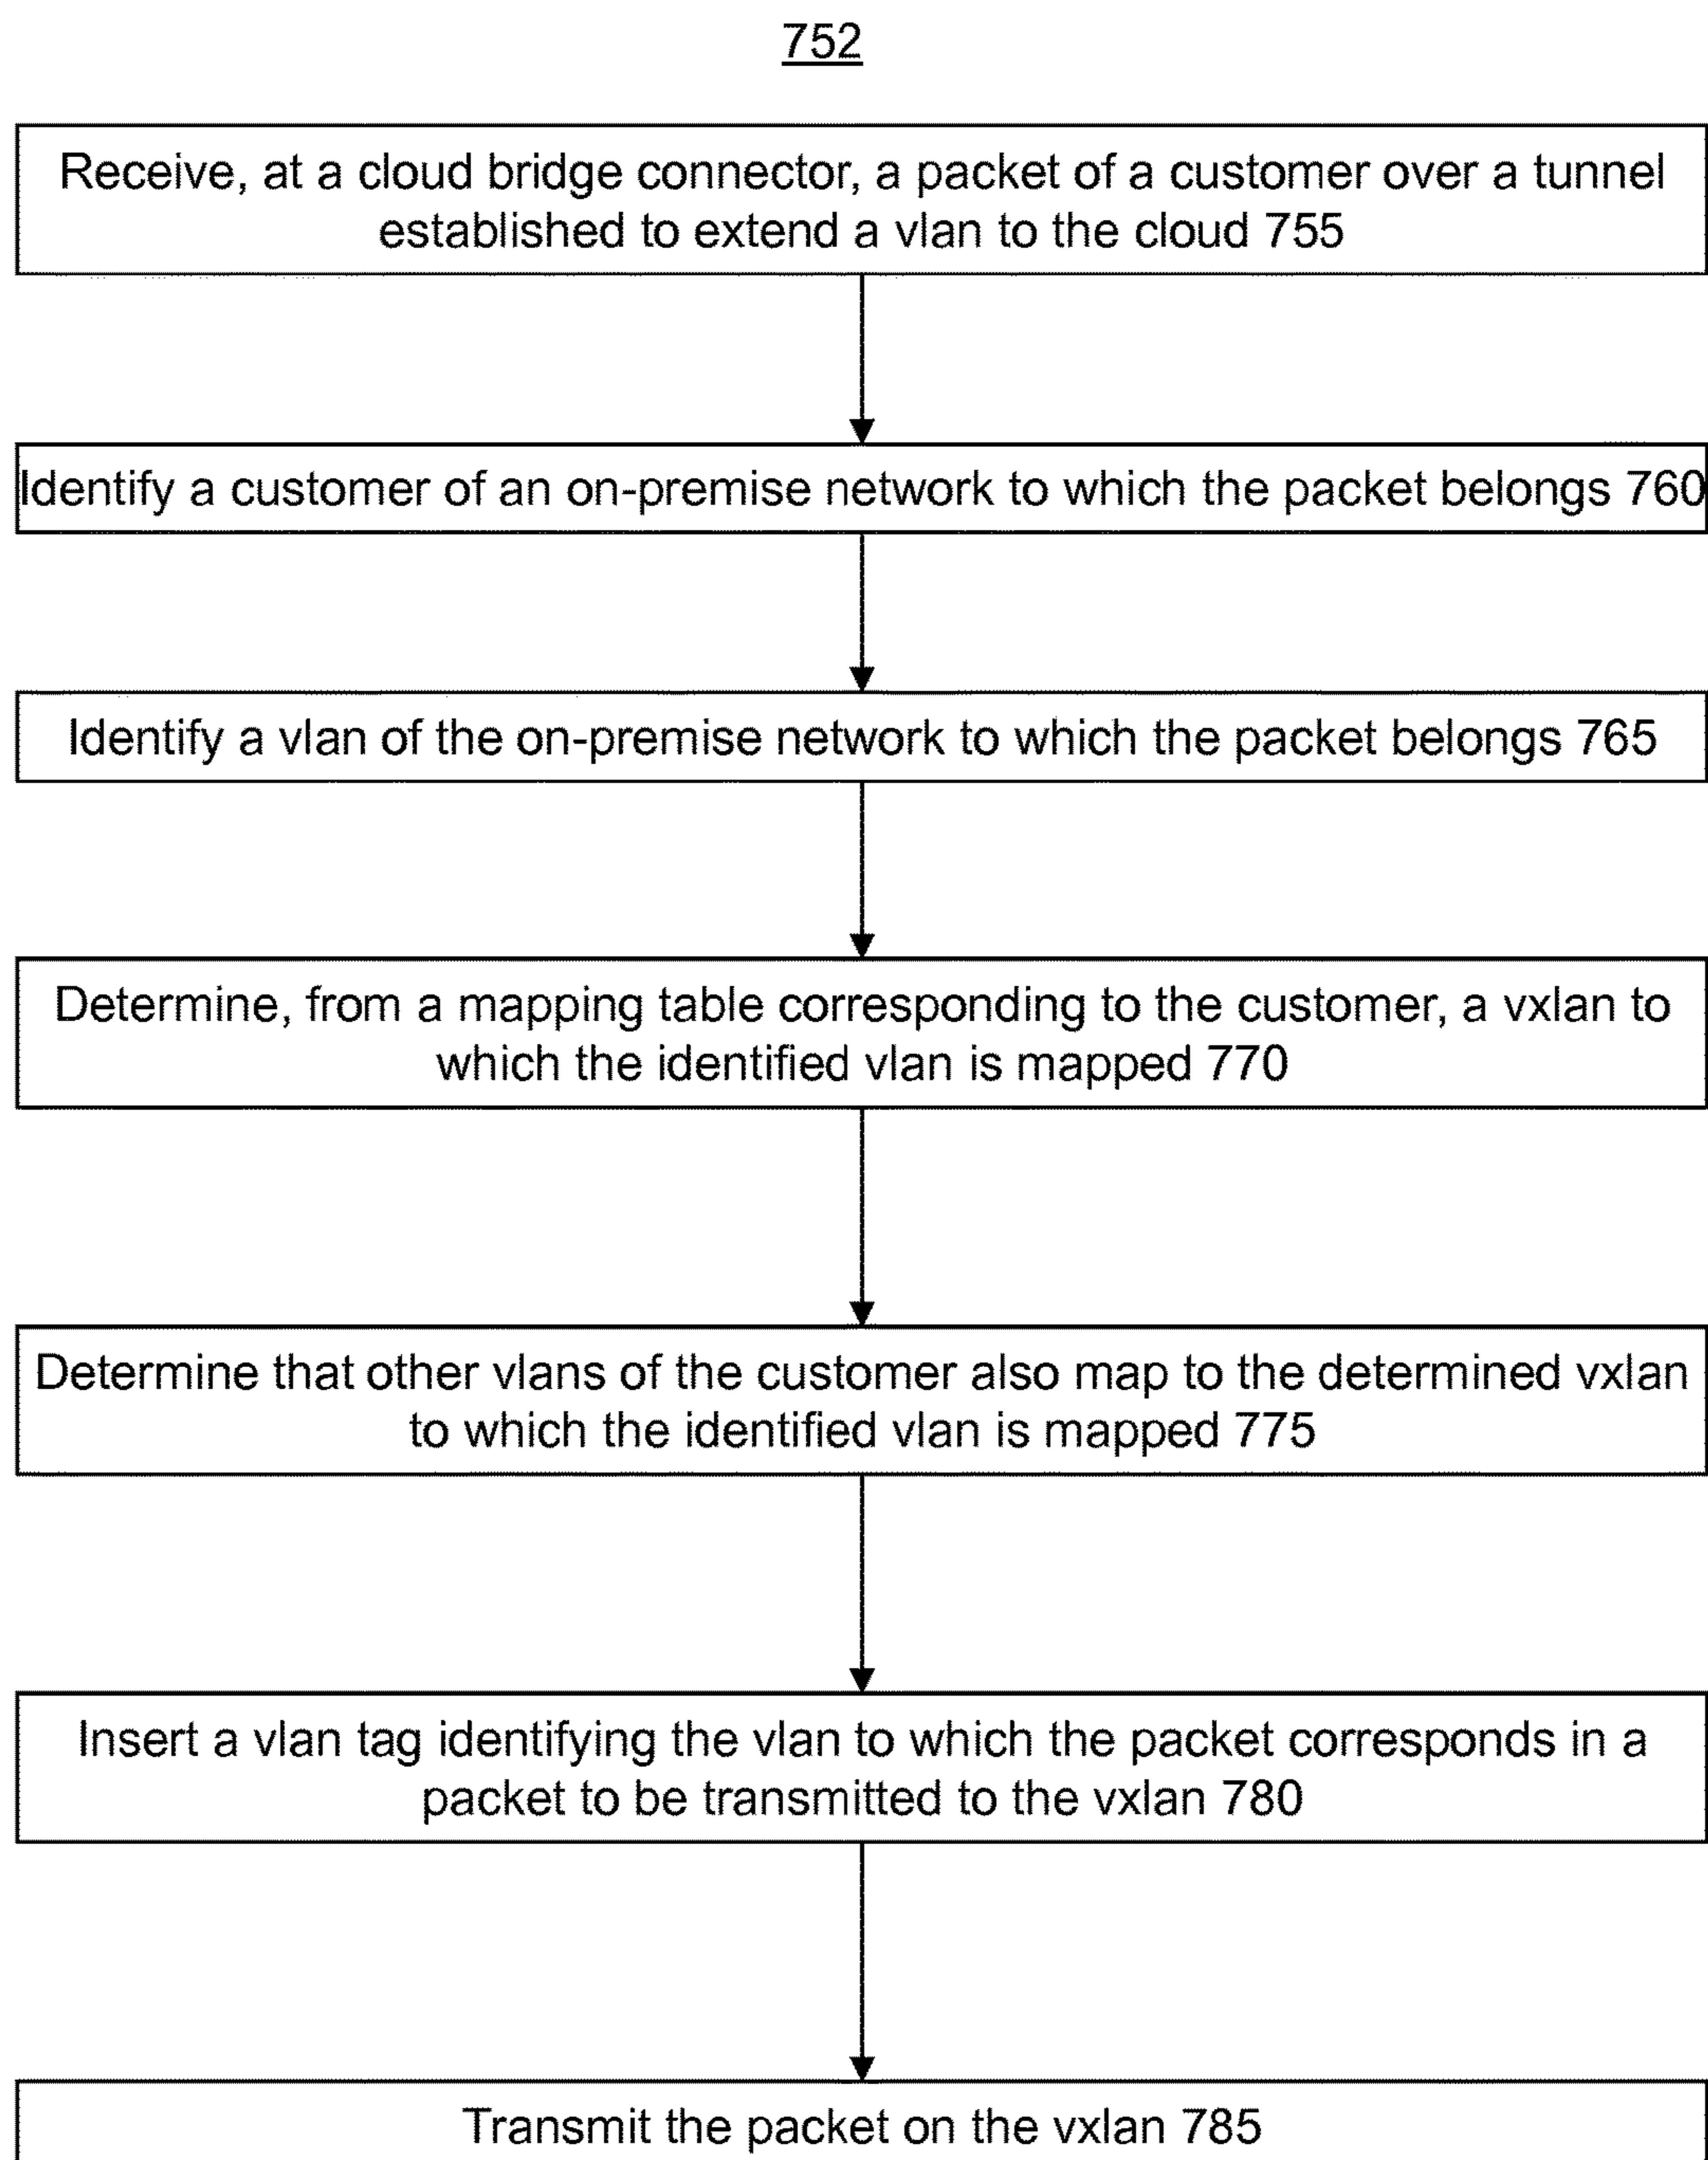 752
Receive, at a cloud bridge connector, a packet of a customer over a tunnel
established to extend a vlan to the cloud 755
Identify a customer of an on-premise network to which the packet belongs 760
Identify a vlan of the on-premise network to which the packet belongs 765
Determine, from a mapping table corresponding to the customer, a vxlan to
which the identified vlan is mapped 770
Determine that other vlans of the customer also map to the determined vxlan
to which the identified vlan is mapped 775
Insert a vlan tag identifying the vlan to which the packet corresponds in a
packet to be transmitted to the vxlan 780
Transmit the packet on the vxlan 785